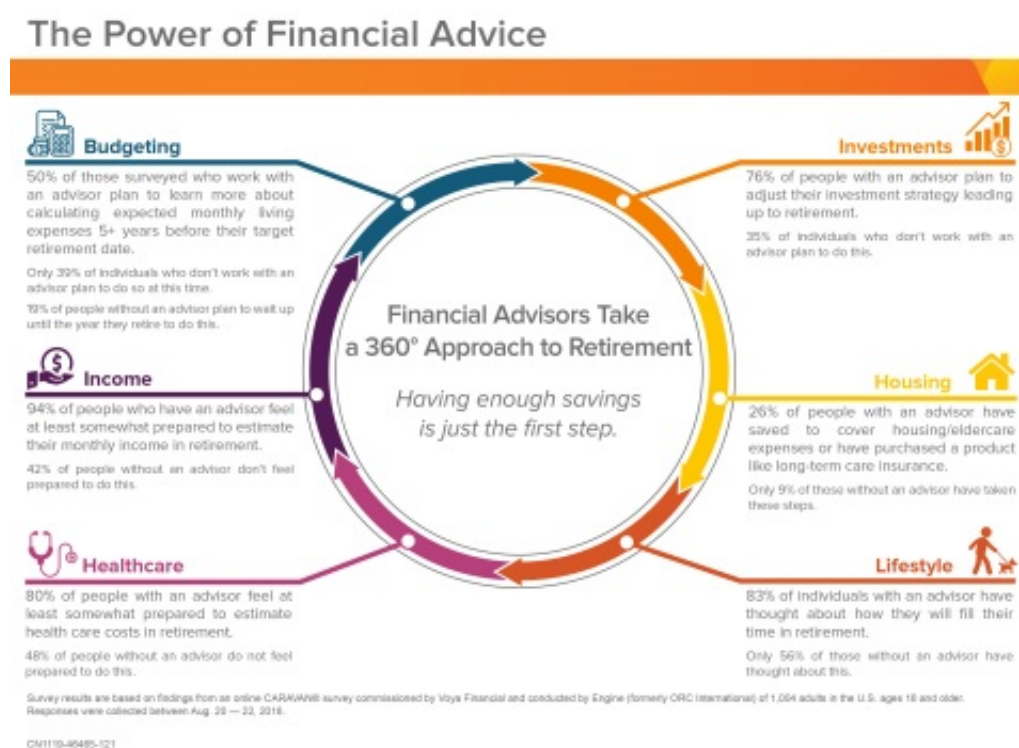 The Power of Financial Advice
Budgeting
50% of those surveyed who work with
an advisor plan to learn more about
calculating expected monthly living
expenses 5+ years before their target
retirement date.
Only 39% of individuals who don't work with an
advisor plan to do so at this time.
19% of people without an advisor plan to wait up
until the year they retire to do this.
Income
94% of people who have an advisor feel
at least somewhat prepared to estimate
their monthly income in retirement.
42% of people without an advisor don't feel
prepared to do this.
Healthcare
80% of people with an advisor feel at
least somewhat prepared to estimate
health care costs in retirement.
48% of people without an advisor do not feel
prepared to do this.
Financial Advisors Take
a 360° Approach to Retirement
Having enough savings
is just the first step.
Investments
76% of people with an advisor plan to
adjust their investment strategy leading
up to retirement.
35% of individuals who don't work with an
advisor plan to do this.
Housing
26% of people with an advisor have
saved to cover housing/eldercare
expenses or have purchased a product
like long-term care insurance.
Only 9% of those without an advisor have taken
these steps.
Lifestyle
83% of individuals with an advisor have
thought about how they will fill their
time in retirement.
Only 56% of those without an advisor have
thought about this.
Survey results are based on findings from an online CARAVAN® survey commissioned by Voya Financial and conducted by Engine (formerly ORC International) of 1,004 adults in the U.S. ages 18 and older.
Responses were collected between Aug. 20 — 22,